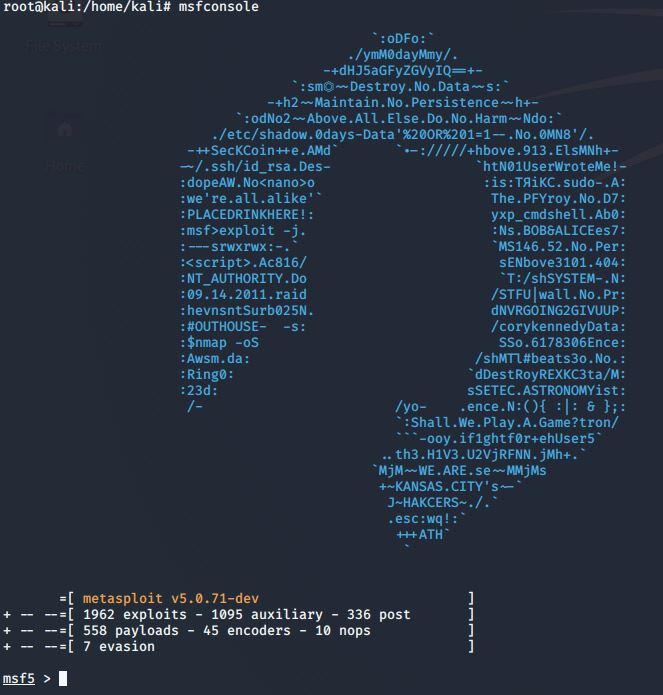 root@kali:/home/kali# msfconsole
File System
Home
`:oDFo:`
./ymM0dayMmy/.
-+dHJ5aGFyZGVyIQ==+-
`:sm⏣~~Destroy.No.Data~~s:`
-+h2~~Maintain.No.Persistence~~h+-
`:odNo2~~Above.All.Else.Do.No.Harm~~Ndo:`
./etc/shadow.0days-Data'%20OR%201=1--.No.0MN8'/.
-++SecKCoin++e.AMd` `.-://///+hbove.913.ElsMNh+-
-~/.ssh/id_rsa.Des- `htN01UserWroteMe!-
:dopeAW.No<nano>o :is:TЯiKC.sudo-.A:
:we're.all.alike'` The.PFYroy.No.D7:
:PLACEDRINKHERE!: yxp_cmdshell.Ab0:
:msf>exploit -j. :Ns.BOB&ALICEes7:
:---srwxrwx:-.` `MS146.52.No.Per:
:<script>.Ac816/ sENbove3101.404:
:NT_AUTHORITY.Do `T:/shSYSTEM-.N:
:09.14.2011.raid /STFU|wall.No.Pr:
:hevnsntSurb025N. dNVRGOING2GIVUUP:
:#OUTHOUSE- -s: /corykennedyData:
:$nmap -oS SSo.6178306Ence:
:Awsm.da: /shMTl#beats3o.No.:
:Ring0: `dDestRoyREXKC3ta/M:
:23d: sSETEC.ASTRONOMYist:
/- /yo- .ence.N:(){ :|: & };:
`:Shall.We.Play.A.Game?tron/
```-ooy.if1ghtf0r+ehUser5`
..th3.H1V3.U2VjRFNN.jMh+.`
`MjM~~WE.ARE.se~~MMjMs
+~KANSAS.CITY's~-`
J~HAKCERS~./.`
.esc:wq!:`
+++ATH`
`
=[ metasploit v5.0.71-dev ]
+ -- --=[ 1962 exploits - 1095 auxiliary - 336 post ]
+ -- --=[ 558 payloads - 45 encoders - 10 nops ]
+ -- --=[ 7 evasion ]
msf5 >